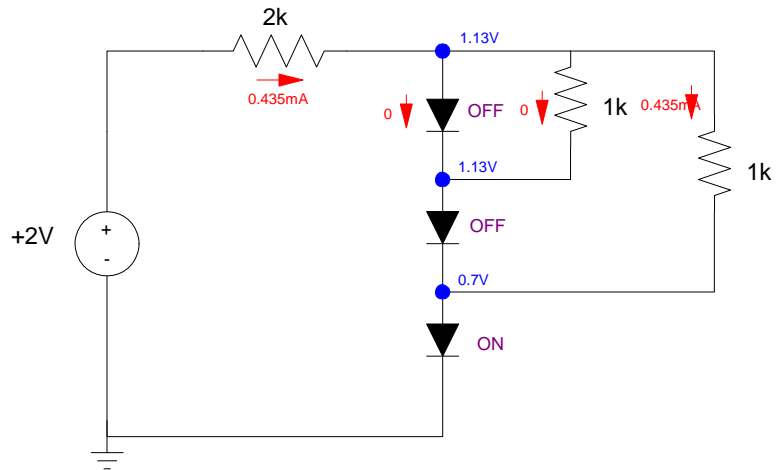 2k
1.13V
0.435mA
0
OFF
0
1k
0.435mA
1k
1.13V
OFF
+2V
+
-
0.7V
ON